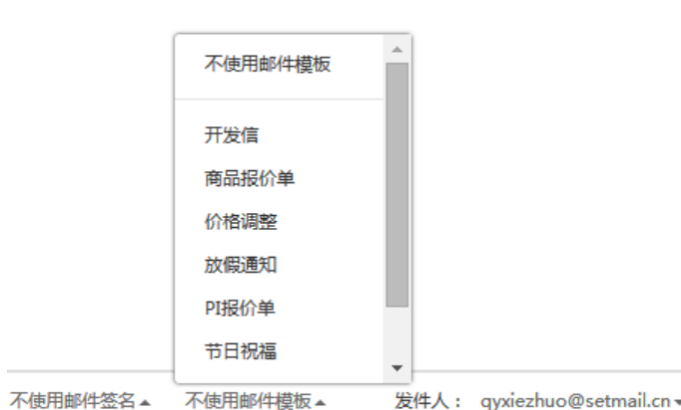 不使用邮件模板
开发信
商品报价单
价格调整
放假通知
PI报价单
节日祝福
不使用邮件签名 不使用邮件模板 发件人： qyxiezhuo@setmail.cn